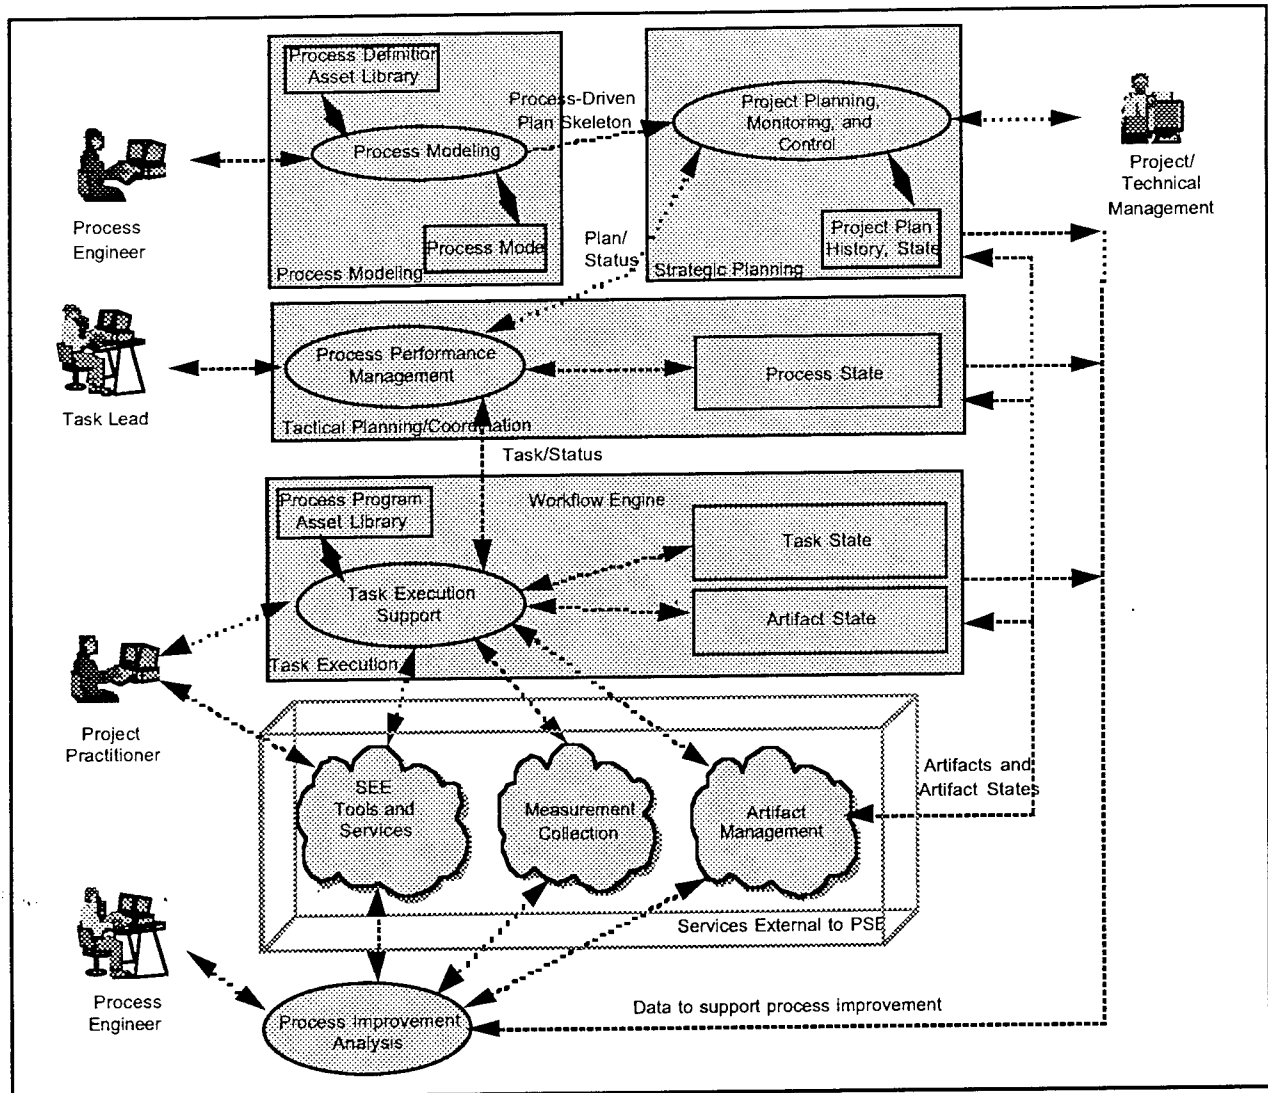 Process Definition
Asset Library
Process-Driven
Plan Skeleton
Project Planning,
Monitoring, and
Control
Process Modeling
Project/
Technical
Management
Process
Engineer
Process Mode
Process Modeling
Plan/
Status
Project Plan
History, State
Strategic Planning
Process Performance
Management
Process State
Task Lead
Tactical Planning/Coordination
Task/Status
Process Program
Asset Library
Workflow Engine
Task State
Task Execution
Support
Artifact State
Task Execution
Project
Practitioner
SEE
Tools and
Services
Measurement
Collection
Artifact
Management
Artifacts and
Artifact States
Services External to PSE
Process
Engineer
Process Improvement
Analysis
Data to support process improvement